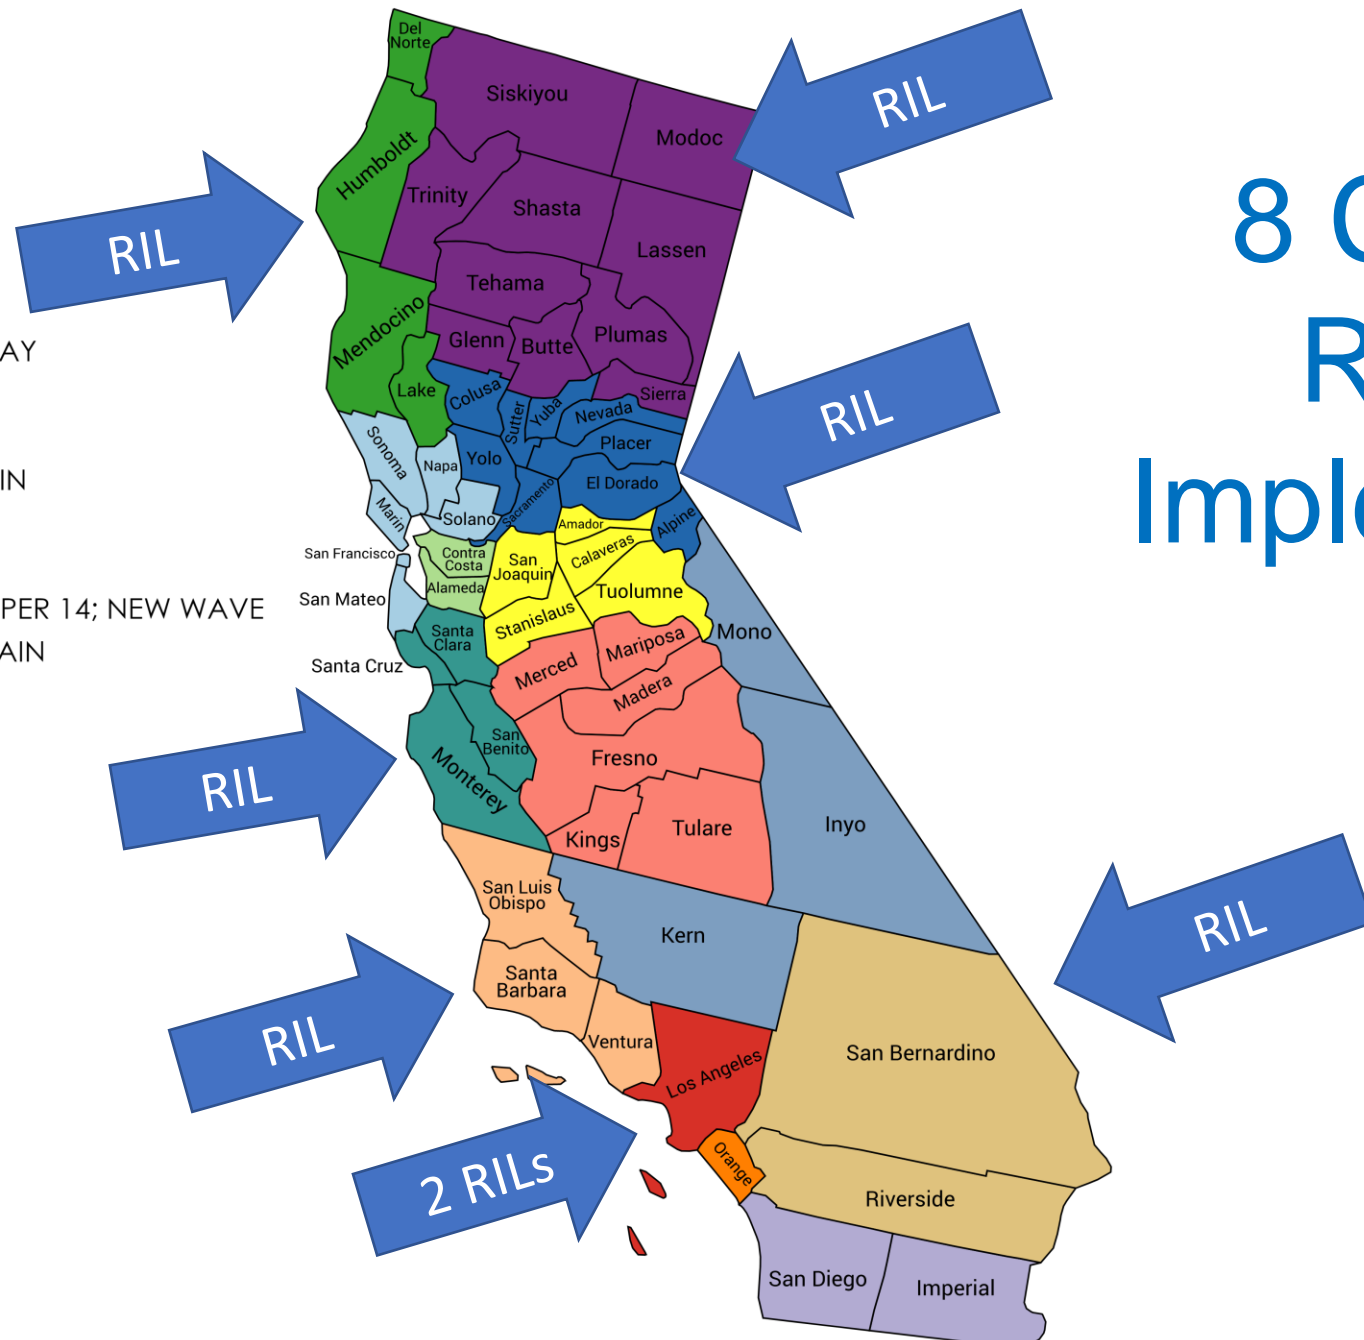 Del
Norte
Siskiyou
Modoc
RIL
Humboldt
Trinity
Shasta
Lassen
RIL
Tehama
Mendocino
Glenn
Butte
Plumas
AY
Lake
Colusa
Sutter
Yuba
Nevada
Sierra
RIL
Placer
Sonoma
Napa
Yolo
El Dorado
IN
Marin
Solano
Sacramento
Amador
Alpine
San Francisco
Contra
Costa
San
Joaquin
Calaveras
Alameda
Tuolumne
San Mateo
PER 14; NEW WAVE
Stanislaus
Santa
Clara
Mono
AIN
Santa Cruz
Merced
Mariposa
Madera
San
Benito
Monterey
Fresno
RIL
Kings
Tulare
Inyo
San Luis
Obispo
Kern
RIL
Santa
Barbara
RIL
Ventura
Los Angeles
San Bernardino
2 RILs
Orange
Riverside
San Diego
Imperial
8
R
Imple